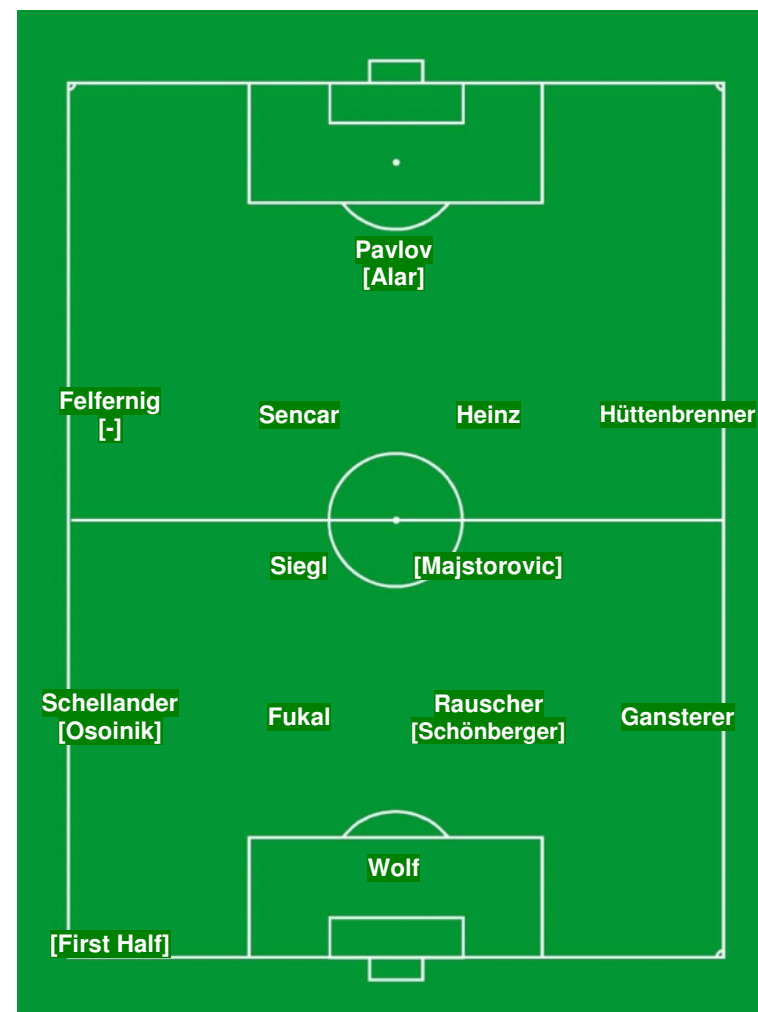 Pavlov
[Alar]
Felfernig
[-]
Sencar
Heinz
Hüttenbrenner
Siegl
[Majstorovic]
Schellander
[Osoinik]
Fukal
Rauscher
[Schönberger]
Gansterer
Wolf
[First Half]